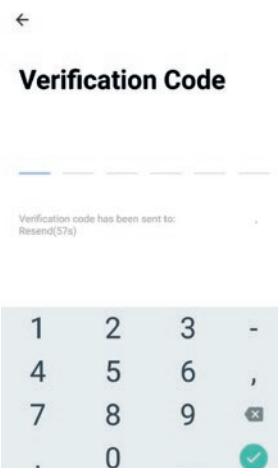 Verification Code
Verification code has been sent to:
Resend(57s)
1 2 3 -
4 5 6 ,
7 8 9
. 0